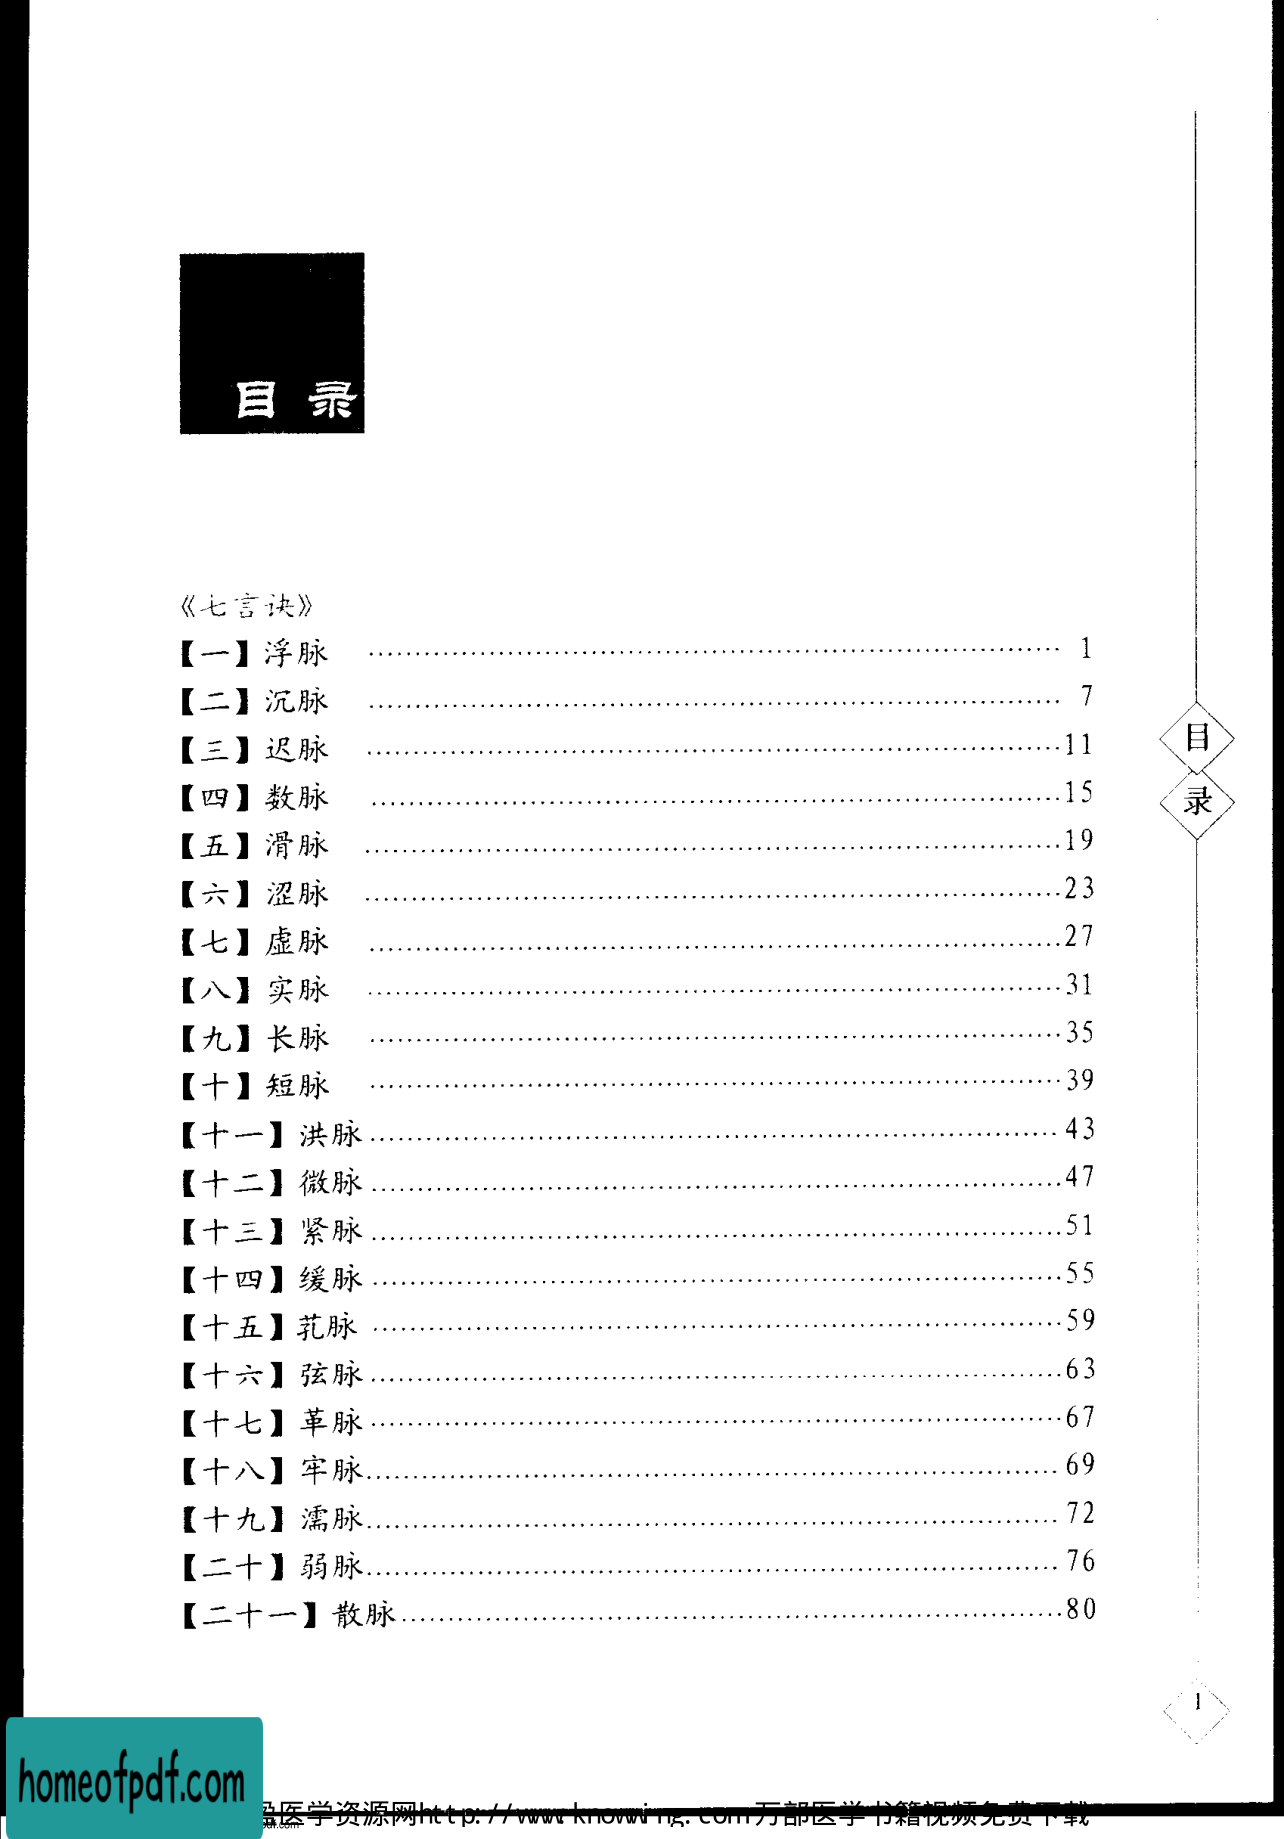 目录
《七言诀》
【一】浮脉 1
【二】沉脉 7
【三】迟脉 11
【四】数脉 15
【五】滑脉 19
【六】涩脉 23
【七】虚脉 27
【八】实脉 31
【九】长脉 35
【十】短脉 39
【十一】洪脉 43
【十二】微脉 47
【十三】紧脉 51
【十四】缓脉 55
【十五】芤脉 59
【十六】弦脉 63
【十七】革脉 67
【十八】牢脉 69
【十九】濡脉 72
【二十】弱脉 76
【二十一】散脉 80
目
录
1
homeofpdf.com
盈医学资源网http://www.knowwing.com万部医学书籍视频免费下载